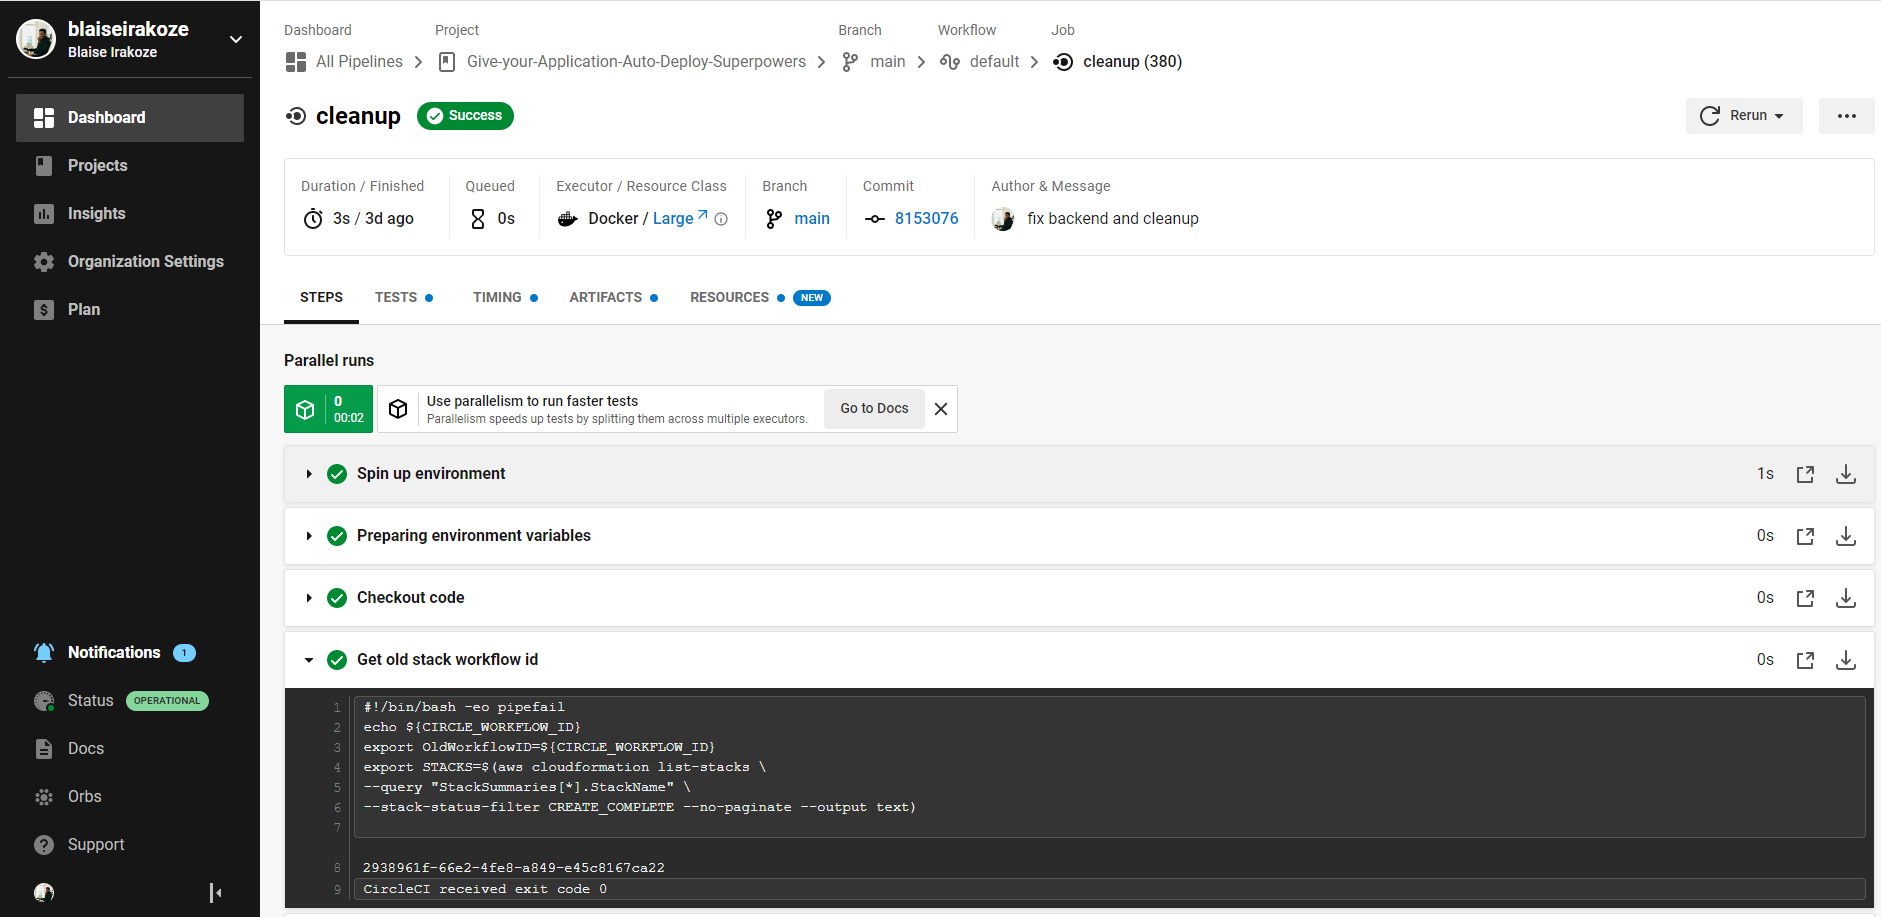 blaiseirakoze
Blaise Irakoze
Dashboard
Projects
Insights
Organization Settings
$ Plan
Notifications 1
Status OPERATIONAL
Docs
Orbs
? Support
Dashboard Project Branch Workflow Job
All Pipelines Give-your-Application-Auto-Deploy-Superpowers main default cleanup (380)
cleanup Success Rerun
Duration / Finished Queued Executor / Resource Class Branch Commit Author & Message
3s / 3d ago 0s Docker / Large main 8153076 fix backend and cleanup
STEPS TESTS TIMING ARTIFACTS RESOURCES NEW
Parallel runs
0
00:02
Use parallelism to run faster tests
Parallelism speeds up tests by splitting them across multiple executors.
Go to Docs
Spin up environment 1s
Preparing environment variables 0s
Checkout code 0s
Get old stack workflow id 0s
1 #!/bin/bash -eo pipefail
2 echo ${CIRCLE_WORKFLOW_ID}
3 export OldWorkflowID=${CIRCLE_WORKFLOW_ID}
4 export STACKS=$(aws cloudformation list-stacks \
5 --query "StackSummaries[*].StackName" \
6 --stack-status-filter CREATE_COMPLETE --no-paginate --output text)
7
8 2938961f-66e2-4fe8-a849-e45c8167ca22
9 CircleCI received exit code 0